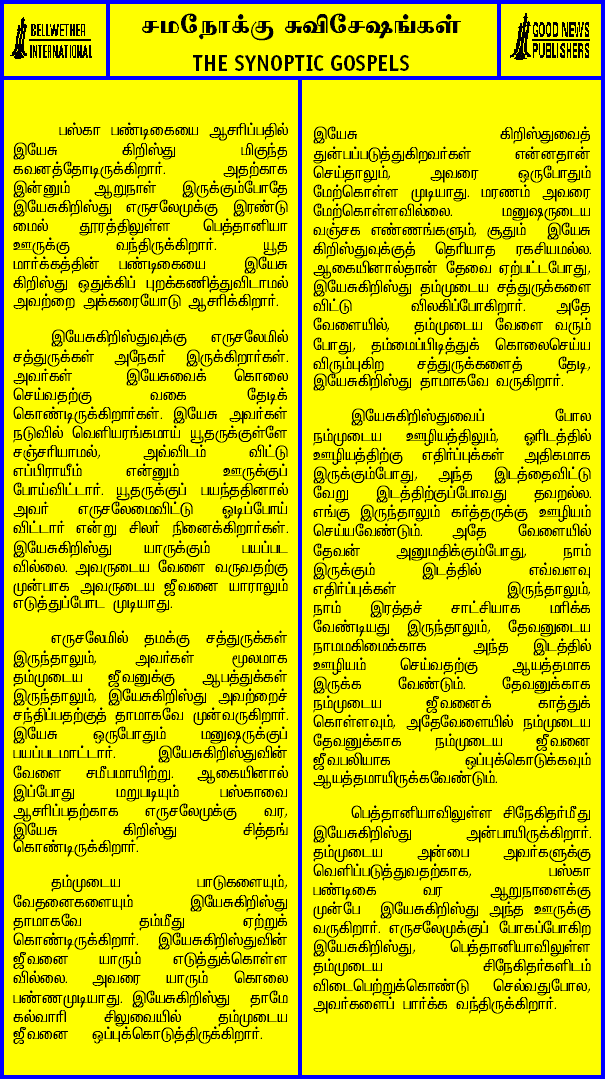 BELLWETHER
INTERNATIONAL
சமநோக்கு சுவிசேஷங்கள்
THE SYNOPTIC GOSPELS
GOOD NEWS
PUBLISHERS
பஸ்கா பண்டிகையை ஆசரிப்பதில்
இயேசு கிறிஸ்து மிகுந்த
கவனத்தோடிருக்கிறார். அதற்காக
இன்னும் ஆறுநாள் இருக்கும்போதே
இயேசுகிறிஸ்து எருசலேமுக்கு இரண்டு
மைல் தூரத்திலுள்ள பெத்தானியா
ஊருக்கு வந்திருக்கிறார். யூத
மார்க்கத்தின் பண்டிகையை இயேசு
கிறிஸ்து ஒதுக்கிப் புறக்கணித்துவிடாமல்
அவற்றை அக்கரையோடு ஆசரிக்கிறார்.
இயேசுகிறிஸ்துவுக்கு எருசலேமில்
சத்துருக்கள் அநேகர் இருக்கிறார்கள்.
அவர்கள் இயேசுவைக் கொலை
செய்வதற்கு வகை தேடிக்
கொண்டிருக்கிறார்கள். இயேசு அவர்கள்
நடுவில் வெளியரங்கமாய் யூதருக்குள்ளே
சஞ்சரியாமல், அவ்விடம் விட்டு
எப்பிராயீம் என்னும் ஊருக்குப்
போய்விட்டார். யூதருக்குப் பயந்ததினால்
அவர் எருசலேமைவிட்டு ஓடிப்போய்
விட்டார் என்று சிலர் நினைக்கிறார்கள்.
இயேசுகிறிஸ்து யாருக்கும் பயப்பட
வில்லை. அவருடைய வேளை வருவதற்கு
முன்பாக அவருடைய ஜீவனை யாராலும்
எடுத்துப்போட முடியாது.
எருசலேமில் தமக்கு சத்துருக்கள்
இருந்தாலும், அவர்கள் மூலமாக
தம்முடைய ஜீவனுக்கு ஆபத்துக்கள்
இருந்தாலும், இயேசுகிறிஸ்து அவற்றைச்
சந்திப்பதற்குத் தாமாகவே முன்வருகிறார்.
இயேசு ஒருபோதும் மனுஷருக்குப்
பயப்படமாட்டார். இயேசுகிறிஸ்துவின்
வேளை சமீபமாயிற்று. ஆகையினால்
இப்போது மறுபடியும் பஸ்காவை
ஆசரிப்பதற்காக எருசலேமுக்கு வர,
இயேசு கிறிஸ்து சித்தங்
கொண்டிருக்கிறார்.
தம்முடைய பாடுகளையும்,
வேதனைகளையும் இயேசுகிறிஸ்து
தாமாகவே தம்மீது ஏற்றுக்
கொண்டிருக்கிறார். இயேசுகிறிஸ்துவின்
ஜீவனை யாரும் எடுத்துக்கொள்ள
வில்லை. அவரை யாரும் கொலை
பண்ணமுடியாது. இயேசுகிறிஸ்து தாமே
கல்வாரி சிலுவையில் தம்முடைய
ஜீவனை ஒப்புக்கொடுத்திருக்கிறார்.
இயேசு கிறிஸ்துவைத்
துன்பப்படுத்துகிறவர்கள் என்னதான்
செய்தாலும், அவரை ஒருபோதும்
மேற்கொள்ள முடியாது. மரணம் அவரை
மேற்கொள்ளவில்லை. மனுஷருடைய
வஞ்சக எண்ணங்களும், சூதும் இயேசு
கிறிஸ்துவுக்குத் தெரியாத ரகசியமல்ல.
ஆகையினால்தான் தேவை ஏற்பட்டபோது,
இயேசுகிறிஸ்து தம்முடைய சத்துருக்களை
விட்டு விலகிப்போகிறார். அதே
வேளையில், தம்முடைய வேளை வரும்
போது, தம்மைப்பிடித்துக் கொலைசெய்ய
விரும்புகிற சத்துருக்களைத் தேடி,
இயேசுகிறிஸ்து தாமாகவே வருகிறார்.
இயேசுகிறிஸ்துவைப் போல
நம்முடைய ஊழியத்திலும், ஓரிடத்தில்
ஊழியத்திற்கு எதிர்ப்புக்கள் அதிகமாக
இருக்கும்போது, அந்த இடத்தைவிட்டு
வேறு இடத்திற்குப்போவது தவறல்ல.
எங்கு இருந்தாலும் கர்த்தருக்கு ஊழியம்
செய்யவேண்டும். அதே வேளையில்
தேவன் அனுமதிக்கும்போது, நாம்
இருக்கும் இடத்தில் எவ்வளவு
எதிர்ப்புக்கள் இருந்தாலும்,
நாம் இரத்தச் சாட்சியாக மரிக்க
வேண்டியது இருந்தாலும், தேவனுடைய
நாமமகிமைக்காக அந்த இடத்தில்
ஊழியம் செய்வதற்கு ஆயத்தமாக
இருக்க வேண்டும். தேவனுக்காக
நம்முடைய ஜீவனைக் காத்துக்
கொள்ளவும், அதேவேளையில் நம்முடைய
தேவனுக்காக நம்முடைய ஜீவனை
ஜீவபலியாக ஒப்புக்கொடுக்கவும்
ஆயத்தமாயிருக்கவேண்டும்.
பெத்தானியாவிலுள்ள சிநேகிதர்மீது
இயேசுகிறிஸ்து அன்பாயிருக்கிறார்.
தம்முடைய அன்பை அவர்களுக்கு
வெளிப்படுத்துவதற்காக, பஸ்கா
பண்டிகை வர ஆறுநாளைக்கு
முன்பே இயேசுகிறிஸ்து அந்த ஊருக்கு
வருகிறார். எருசலேமுக்குப் போகப்போகிற
இயேசுகிறிஸ்து, பெத்தானியாவிலுள்ள
தம்முடைய சிநேகிதர்களிடம்
விடைபெற்றுக்கொண்டு செல்வதுபோல,
அவர்களைப் பார்க்க வந்திருக்கிறார்.